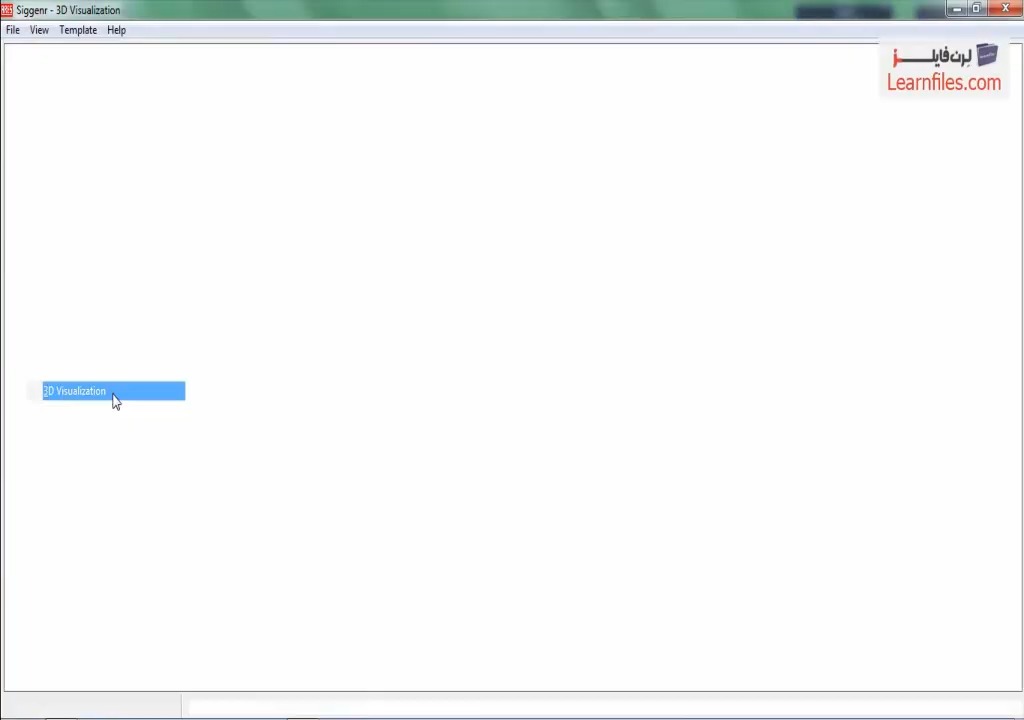 Siggenr - 3D Visualization
File View Template Help
لرن‌فایلز
Learnfiles.com
3D Visualization